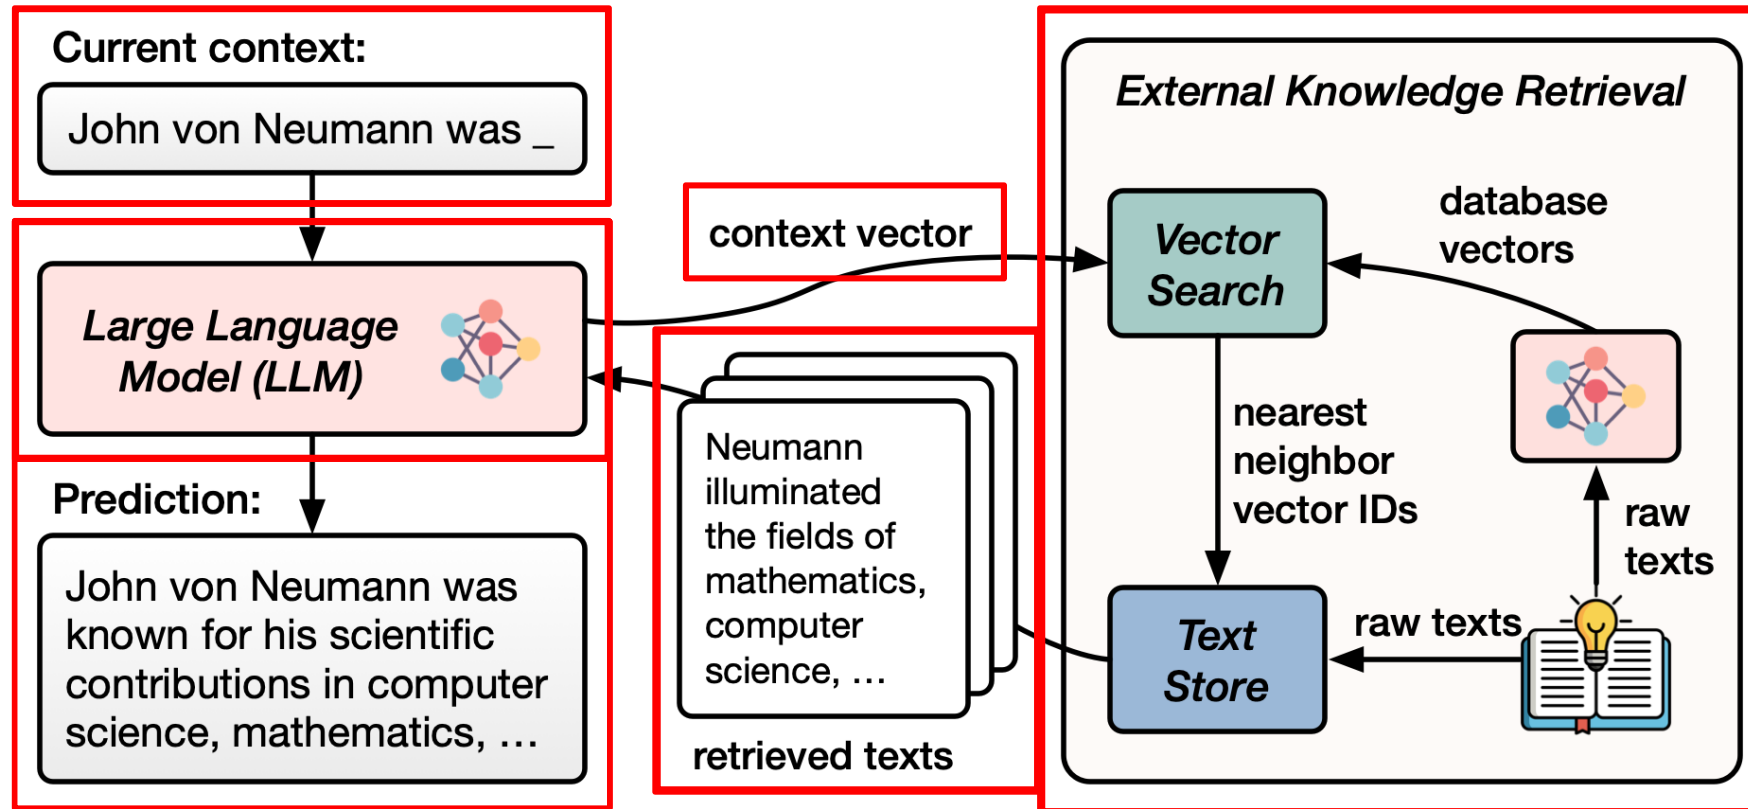 Current context:
John von Neumann was _
Large Language
Model (LLM)
Prediction:
John von Neumann was
known for his scientific
contributions in computer
science, mathematics, …
context vector
Neumann
illuminated
the fields of
mathematics,
computer
science, …
retrieved texts
External Knowledge Retrieval
Vector
Search
database
vectors
nearest
neighbor
vector IDs
raw
texts
Text
Store
raw texts